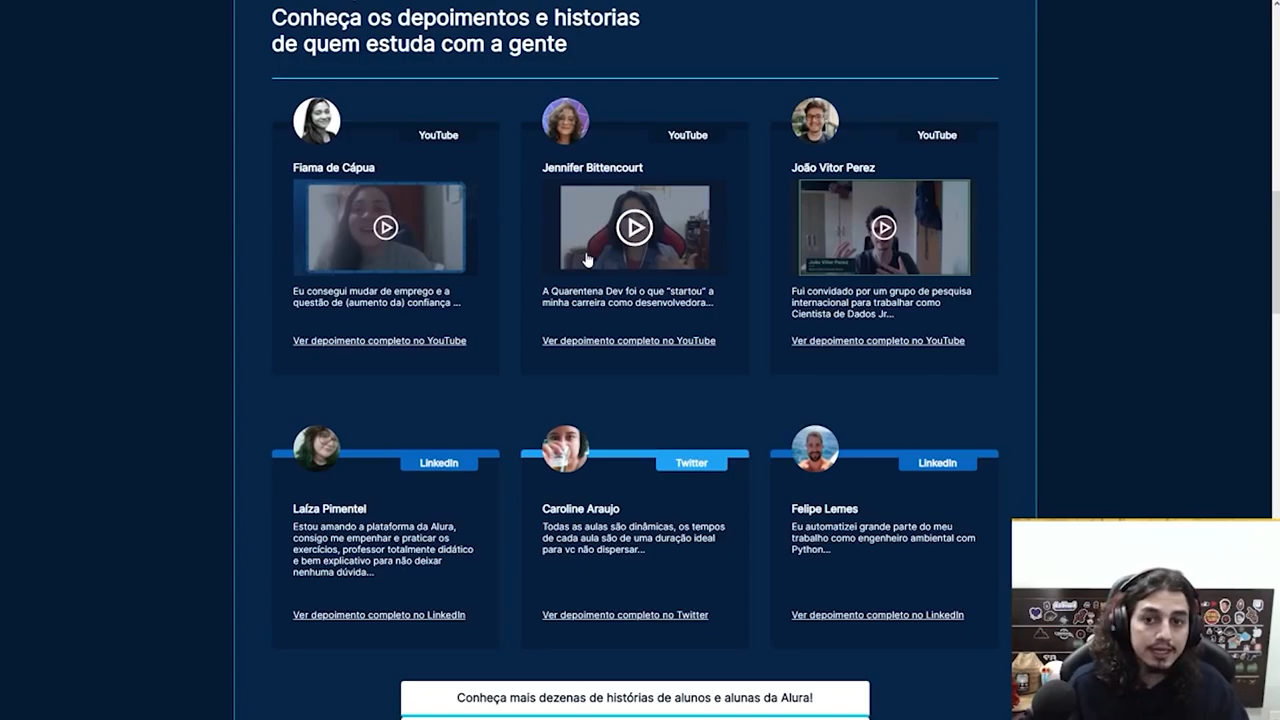 Conheça os depoimentos e historias
de quem estuda com a gente
YouTube
Fiama de Cápua
Eu consegui mudar de emprego e a
questão de (aumento da) confiança ...
Ver depoimento completo no YouTube
YouTube
Jennifer Bittencourt
A Quarentena Dev foi o que "startou" a
minha carreira como desenvolvedora...
Ver depoimento completo no YouTube
YouTube
João Vitor Perez
João Vitor Perez
Fui convidado por um grupo de pesquisa
internacional para trabalhar como
Cientista de Dados Jr...
Ver depoimento completo no YouTube
LinkedIn
Laíza Pimentel
Estou amando a plataforma da Alura,
consigo me empenhar e praticar os
exercícios, professor totalmente didático
e bem explicativo para não deixar
nenhuma dúvida...
Ver depoimento completo no LinkedIn
Twitter
Caroline Araujo
Todas as aulas são dinâmicas, os tempos
de cada aula são de uma duração ideal
para vc não dispersar...
Ver depoimento completo no Twitter
LinkedIn
Felipe Lemes
Eu automatizei grande parte do meu
trabalho como engenheiro ambiental com
Python...
Ver depoimento completo no LinkedIn
Conheça mais dezenas de histórias de alunos e alunas da Alura!